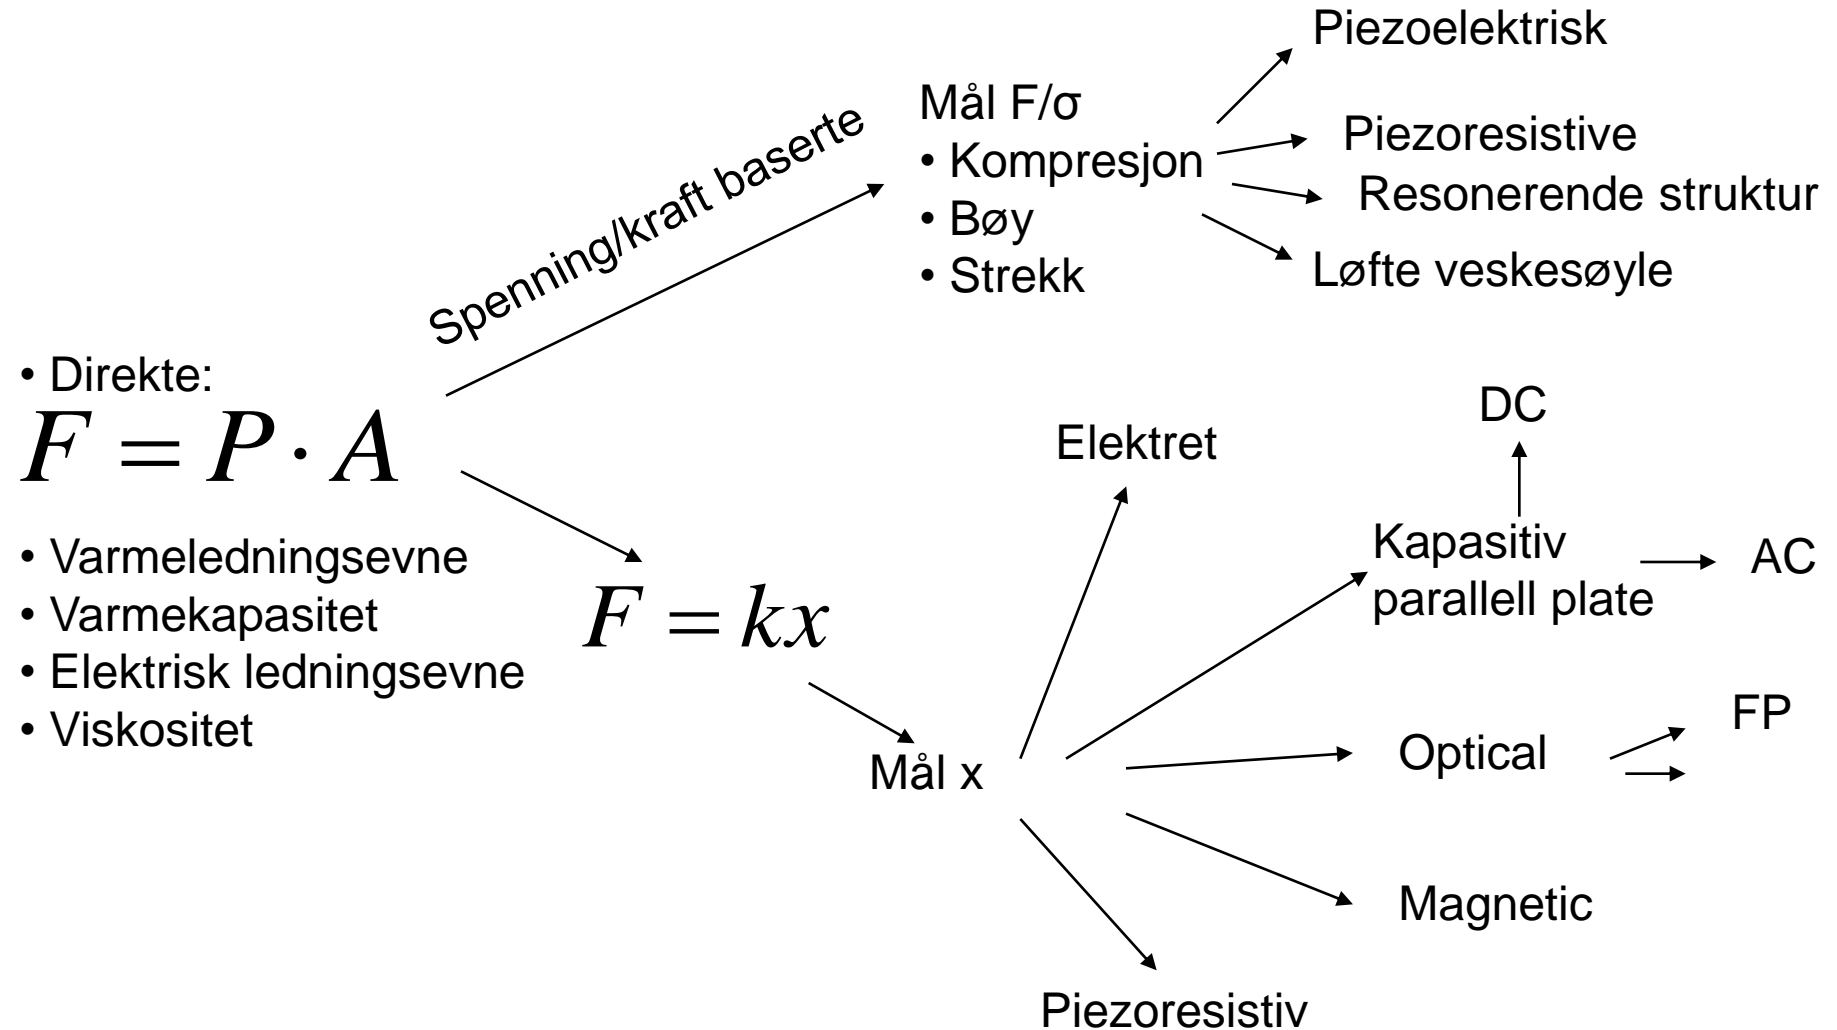 Piezoelektrisk
Mål F/σ
• Kompresjon
• Bøy
• Strekk
Piezoresistive
Resonerende struktur
Løfte veskesøyle
Spenning/kraft baserte
• Direkte:
F = P · A
• Varmeledningsevne
• Varmekapasitet
• Elektrisk ledningsevne
• Viskositet
F = kx
Mål x
Elektret
DC
Kapasitiv
parallell plate
AC
Optical
FP
Magnetic
Piezoresistiv